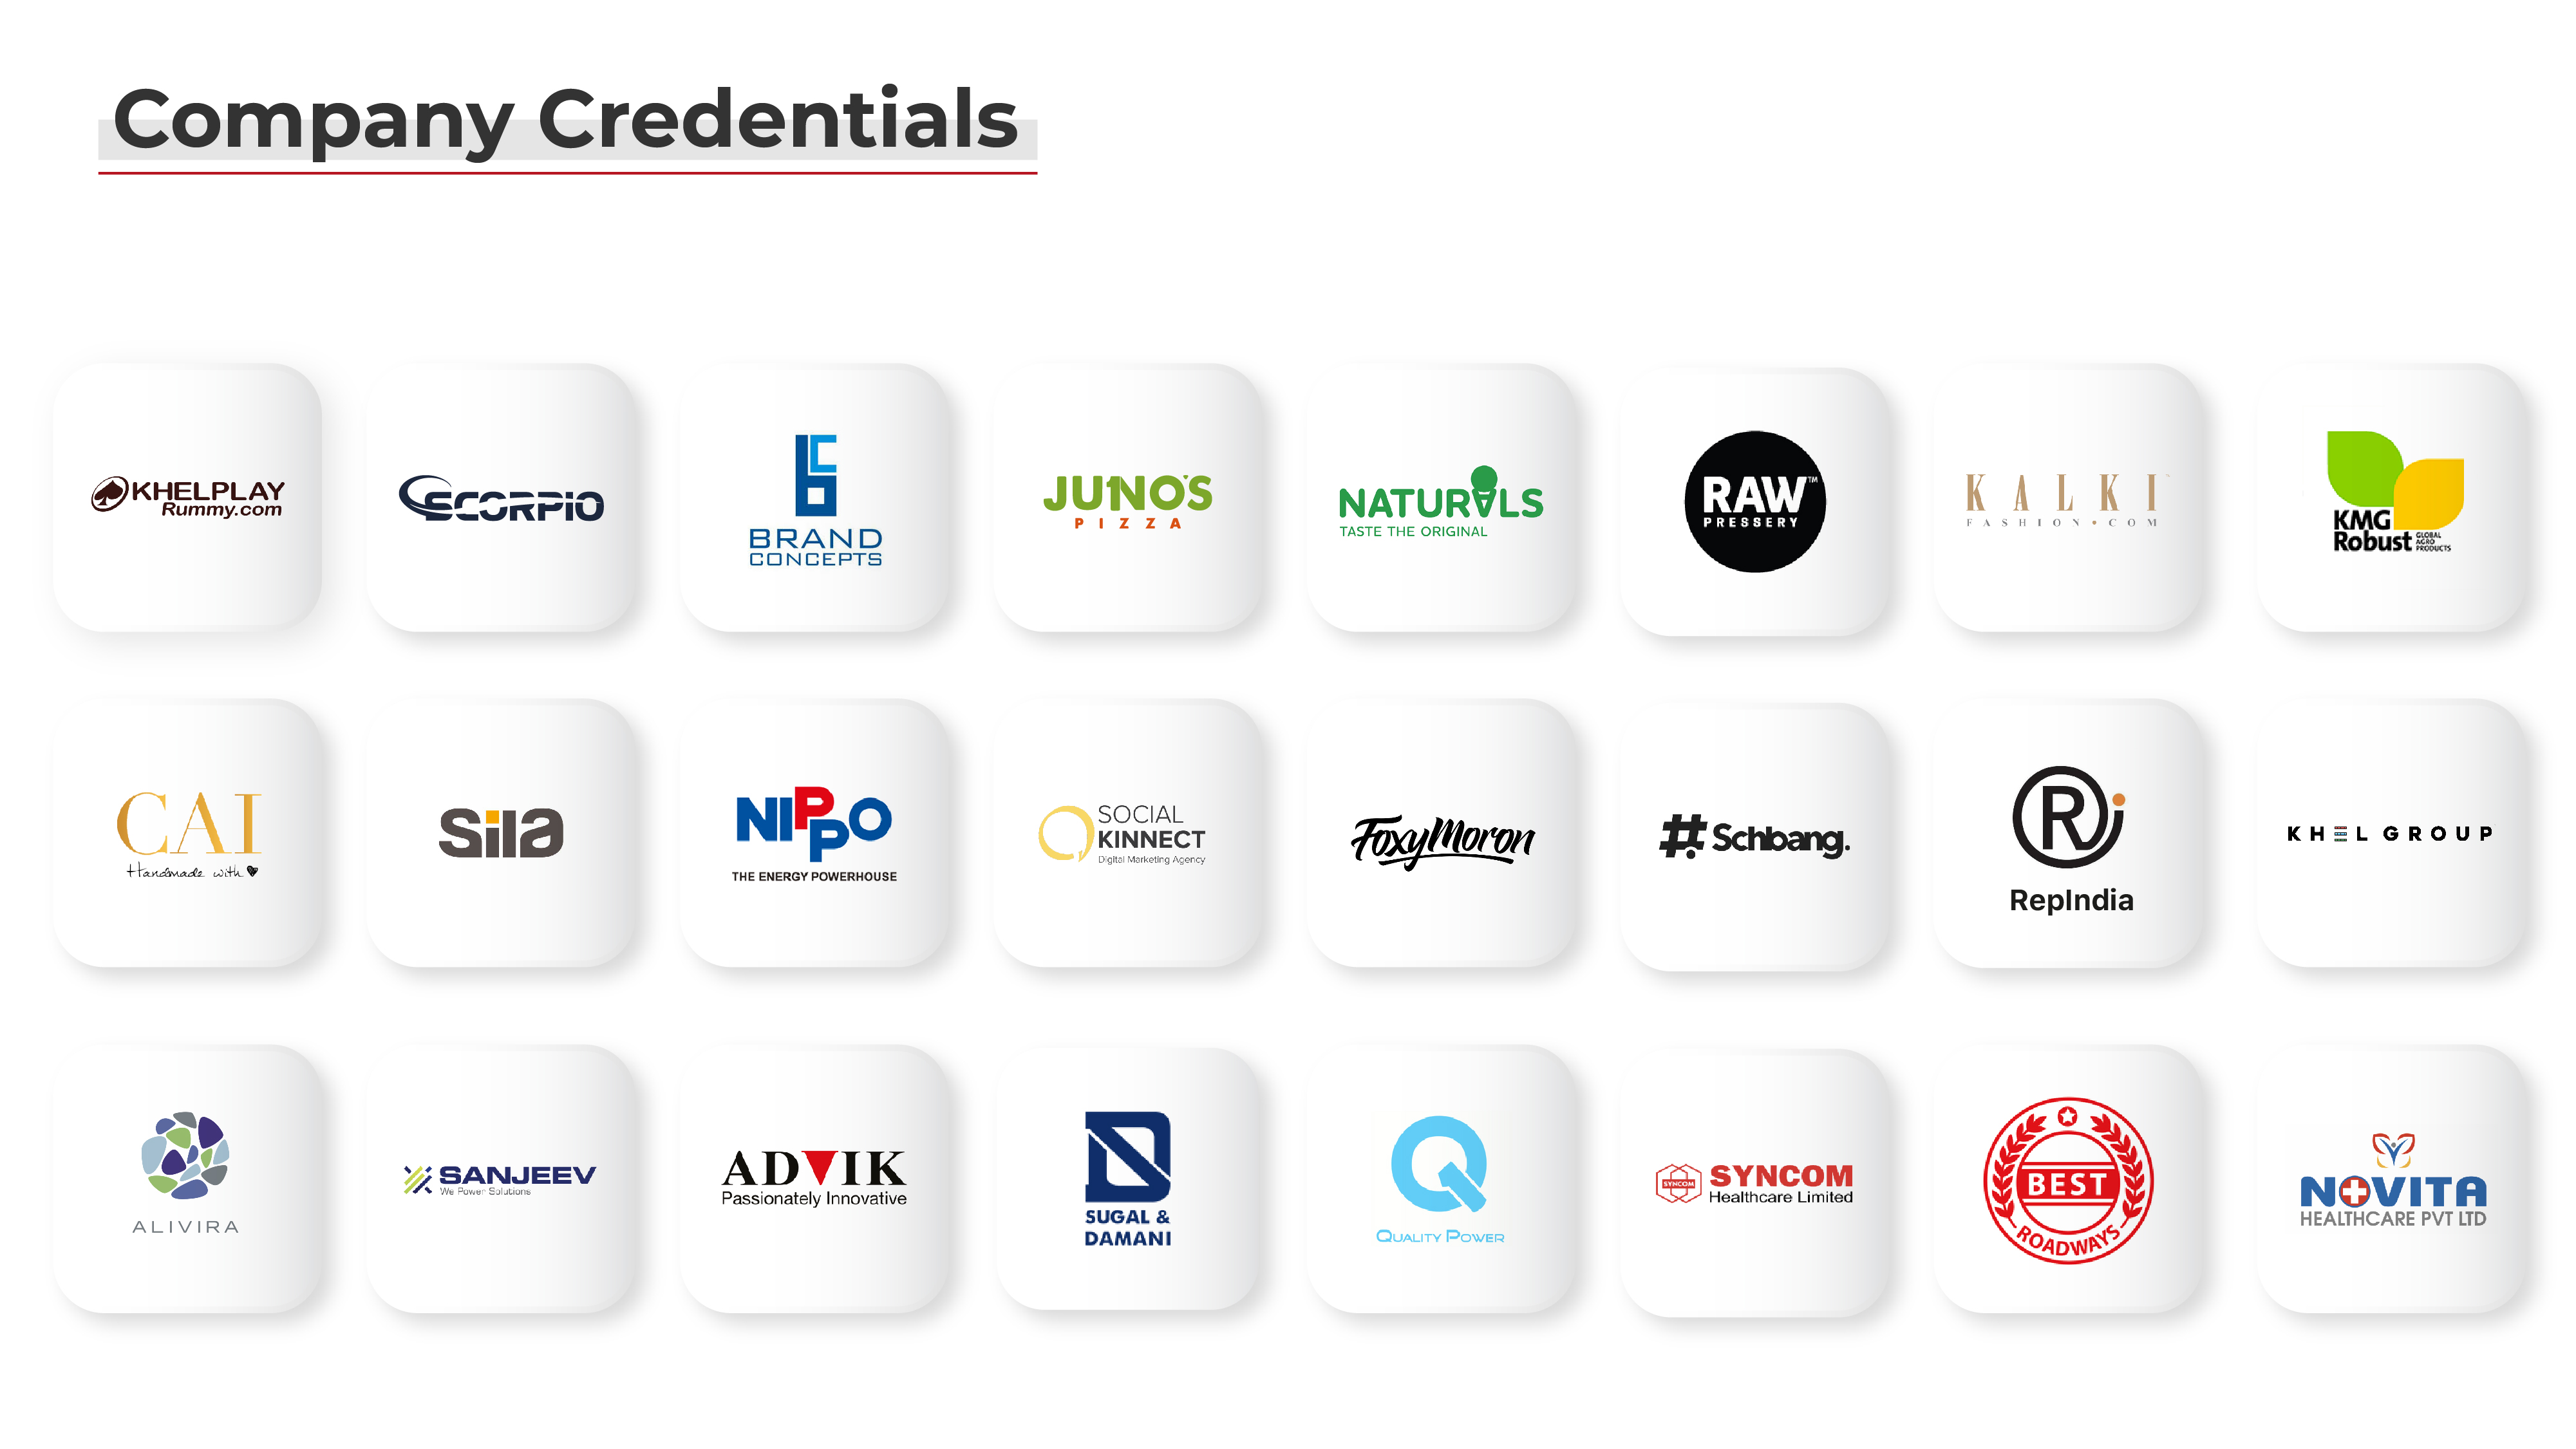 Company Credentials
KHELPLAY
Rummy.com
SCORPIO
BRAND
CONCEPTS
JUNO'S
PIZZA
NATURALS
TASTE THE ORIGINAL
RAW™
PRESSERY
KALKI
FASHION•COM
KMG
Robust GLOBAL AGRO PRODUCTS
CAI
Handmade with
sila
NIPPO
THE ENERGY POWERHOUSE
SOCIAL
KINNECT
Digital Marketing Agency
FoxyMoron
#Schbang.
R
RepIndia
KHEL GROUP
ALIVIRA
SANJEEV
We Power Solutions
ADVIK
Passionately Innovative
SUGAL &
DAMANI
QUALITY POWER
SYNCOM
SYNCOM
Healthcare Limited
BEST
ROADWAYS
NOVITA
HEALTHCARE PVT LTD